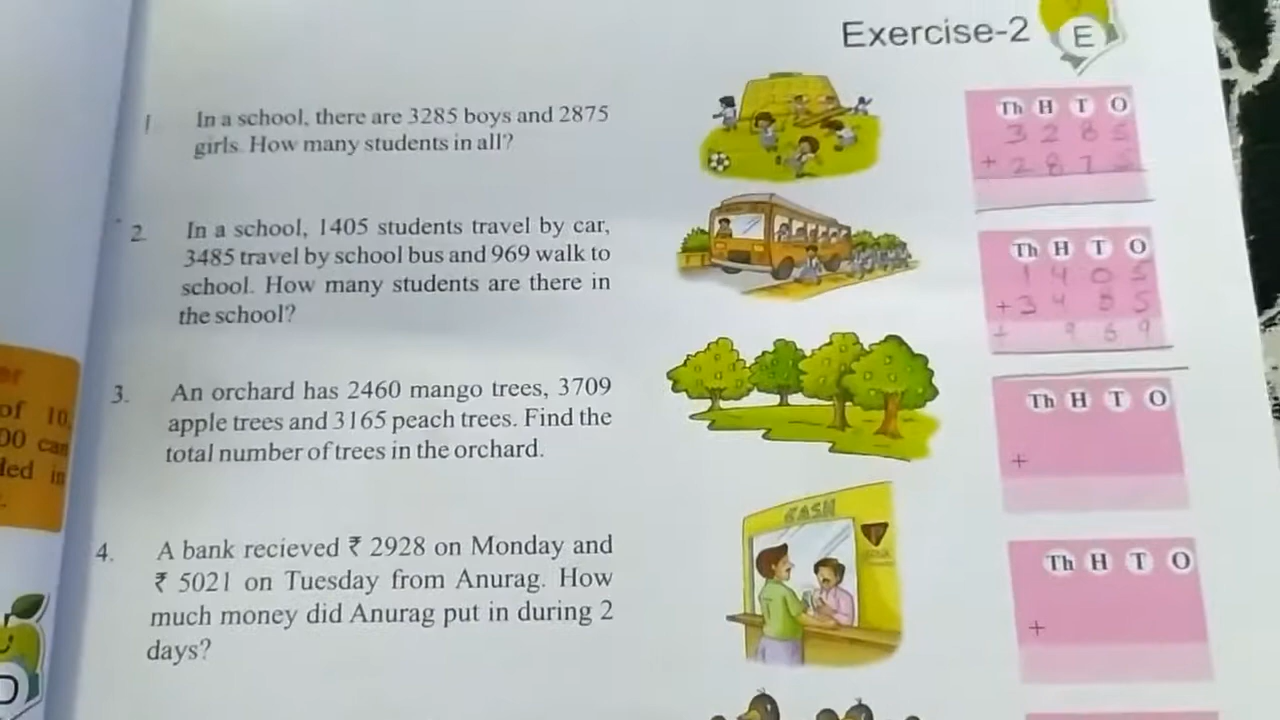 Exercise-2
E
1
In a school, there are 3285 boys and 2875
girls. How many students in all?
Th H T O
3 2 8 5
+ 2 8 7 5
2.
In a school, 1405 students travel by car,
3485 travel by school bus and 969 walk to
school. How many students are there in
the school?
Th H T O
1 4 0 5
+ 3 4 8 5
+ 9 6 9
3.
An orchard has 2460 mango trees, 3709
apple trees and 3165 peach trees. Find the
total number of trees in the orchard.
Th H T O
+
4.
A bank recieved ₹ 2928 on Monday and
₹ 5021 on Tuesday from Anurag. How
much money did Anurag put in during 2
days?
CASH
Th H T O
+
er
of 10,
00 can
led in
D